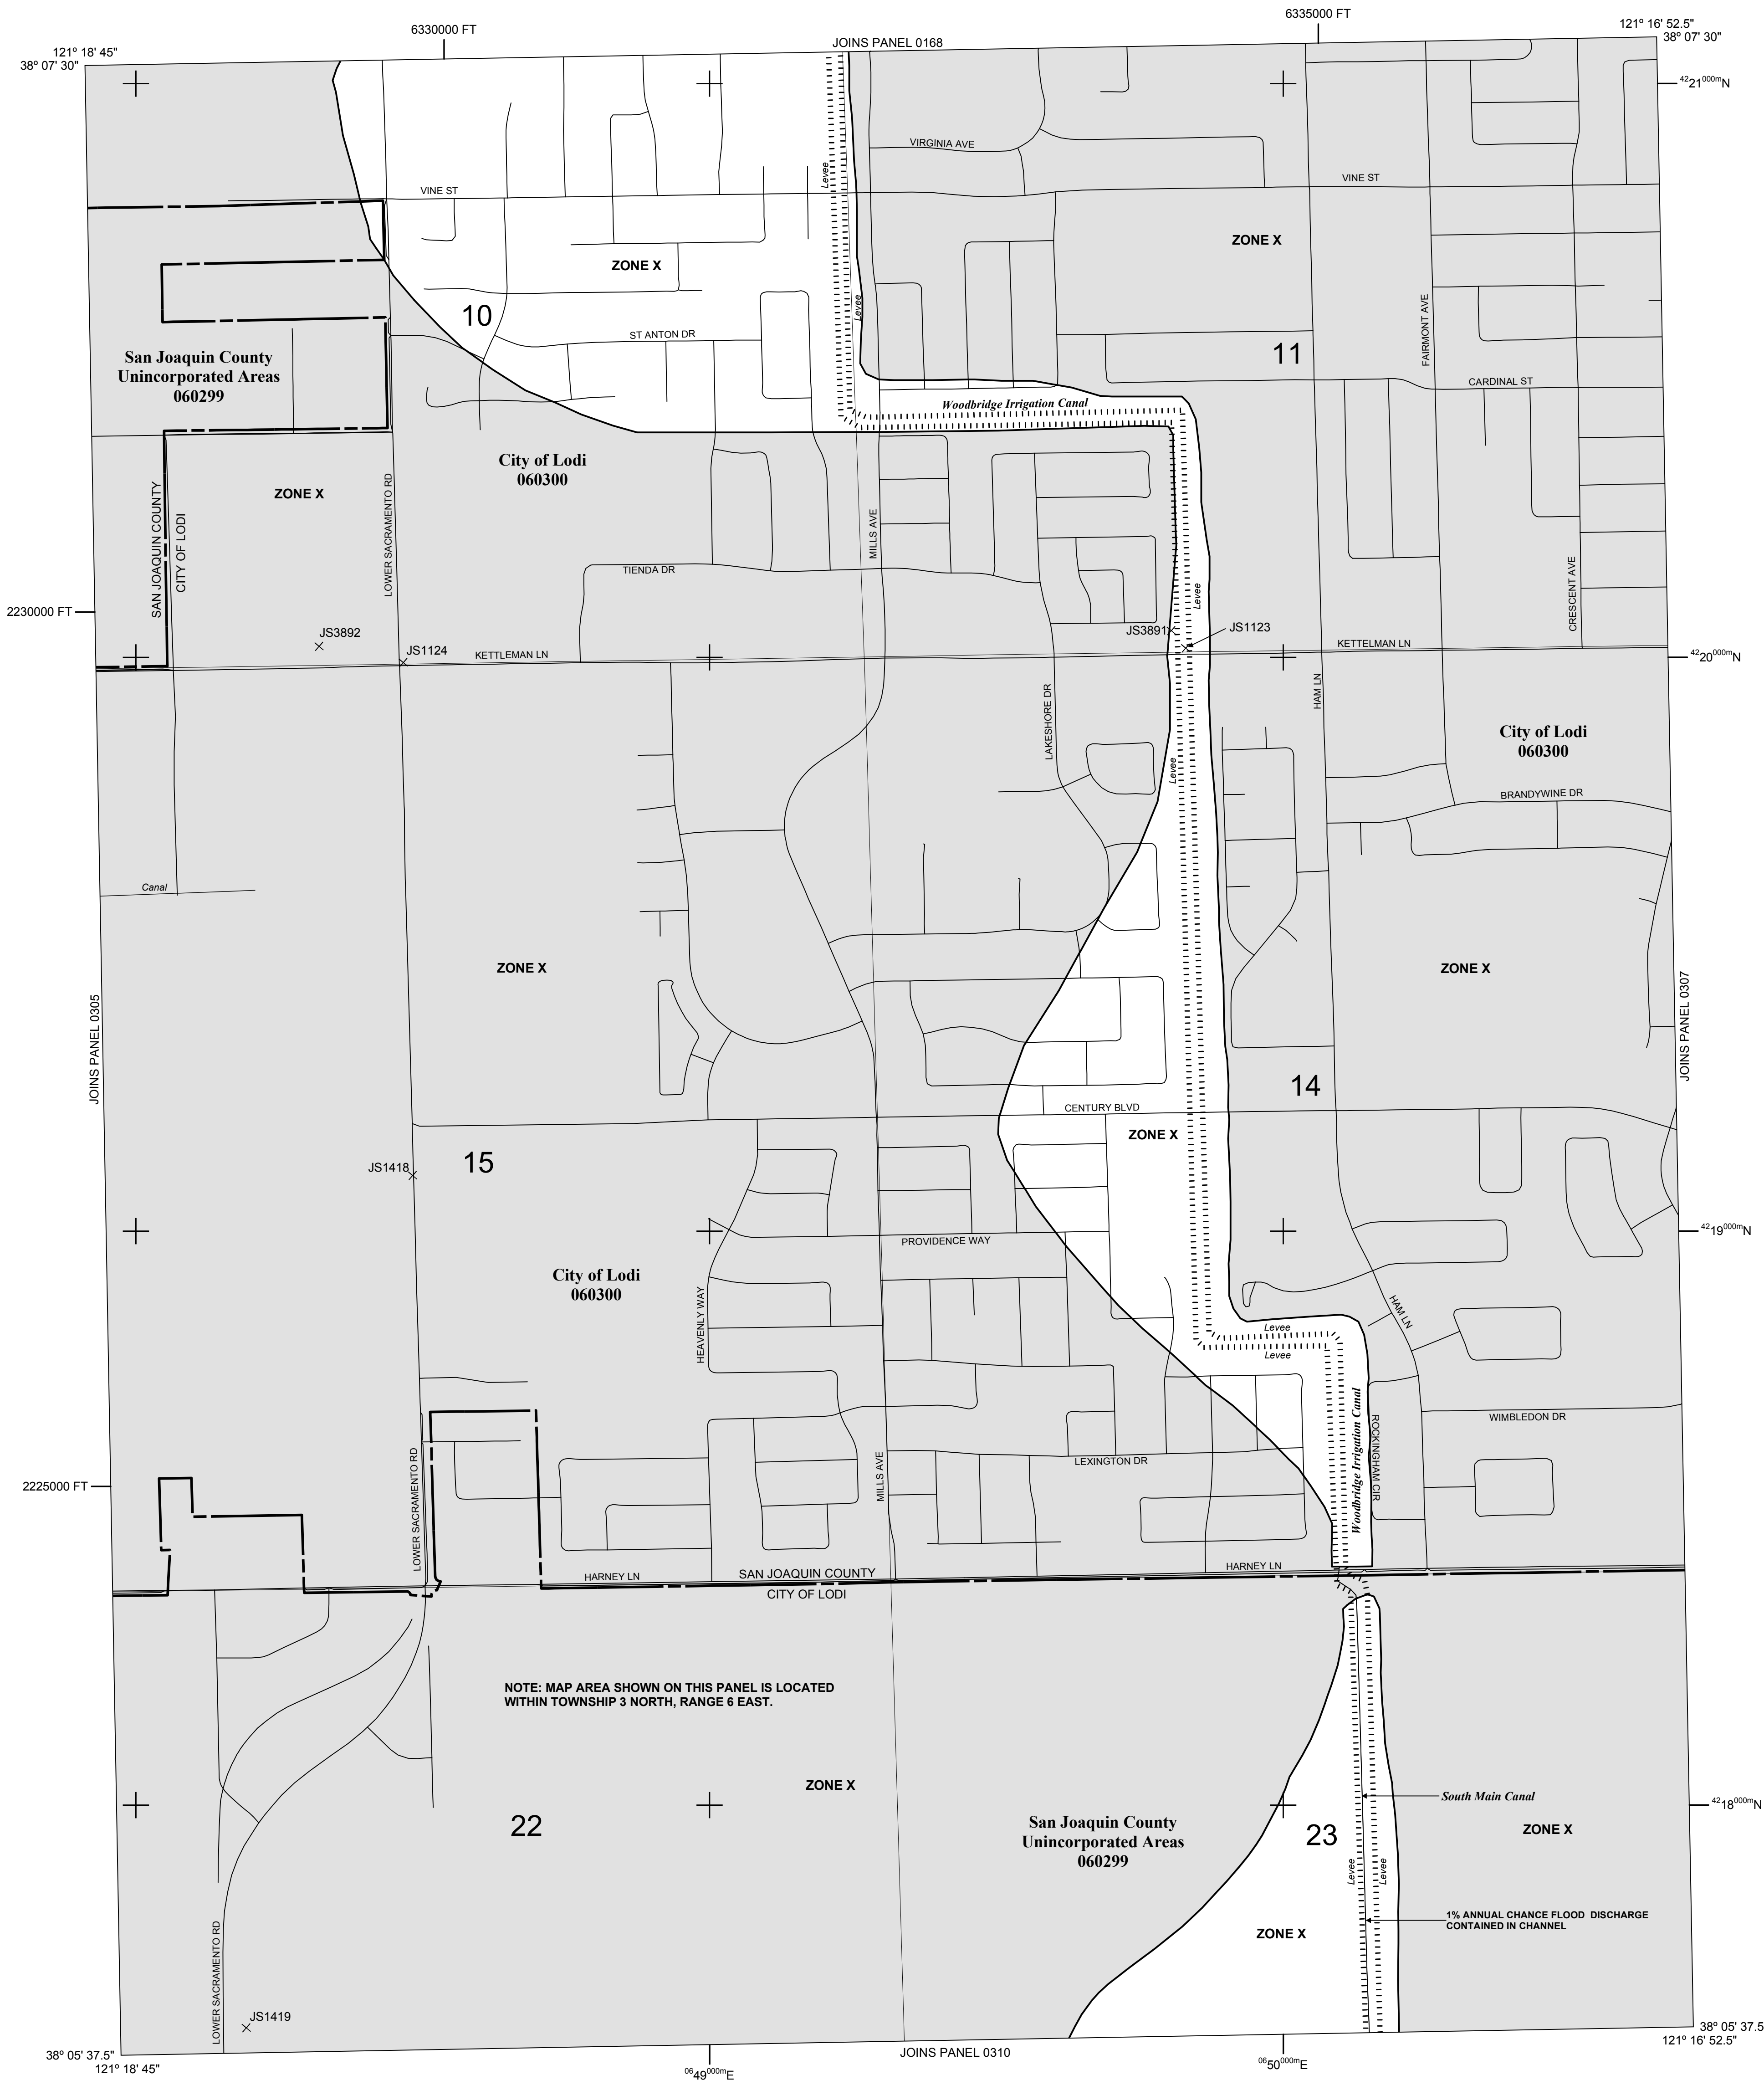 6335000 FT
6330000 FT
121º 16' 52.5"
38º 07' 30"
JOINS PANEL 0168
121º 18' 45"
38º 07' 30"
4221000mN
VIRGINIA AVE
Levee
VINE ST
VINE ST
ZONE X
ZONE X
10
Levee
ST ANTON DR
FAIRMONT AVE
11
San Joaquin County
Unincorporated Areas
060299
CARDINAL ST
Woodbridge Irrigation Canal
City of Lodi
060300
ZONE X
SAN JOAQUIN COUNTY
CITY OF LODI
LOWER SACRAMENTO RD
MILLS AVE
TIENDA DR
Levee
CRESCENT AVE
2230000 FT
JS3892
JS3891
JS1123
JS1124
KETTLEMAN LN
KETTELMAN LN
4220000mN
HAM LN
LAKESHORE DR
City of Lodi
060300
Levee
BRANDYWINE DR
Canal
ZONE X
ZONE X
JOINS PANEL 0305
JOINS PANEL 0307
14
CENTURY BLVD
ZONE X
JS1418
15
4219000mN
PROVIDENCE WAY
City of Lodi
060300
HEAVENLY WAY
HAM LN
Levee
Levee
Woodbridge Irrigation Canal
ROCKINGHAM CIR
WIMBLEDON DR
LOWER SACRAMENTO RD
MILLS AVE
LEXINGTON DR
2225000 FT
HARNEY LN
SAN JOAQUIN COUNTY
CITY OF LODI
HARNEY LN
NOTE: MAP AREA SHOWN ON THIS PANEL IS LOCATED
WITHIN TOWNSHIP 3 NORTH, RANGE 6 EAST.
ZONE X
South Main Canal
4218000mN
22
San Joaquin County
Unincorporated Areas
060299
23
ZONE X
Levee
Levee
1% ANNUAL CHANCE FLOOD DISCHARGE
CONTAINED IN CHANNEL
ZONE X
LOWER SACRAMENTO RD
JS1419
38º 05' 37.5"
121º 18' 45"
JOINS PANEL 0310
38º 05' 37.5
121º 16' 52.5"
0649000mE
0650000mE